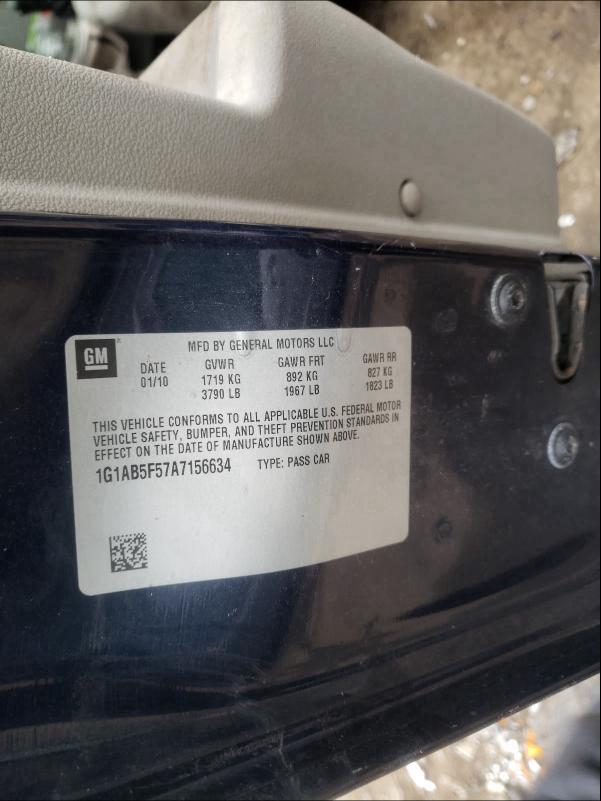 GM
MFD BY GENERAL MOTORS LLC
DATE GVWR GAWR FRT GAWR RR
01/10 1719 KG 892 KG 827 KG
3790 LB 1967 LB 1823 LB
THIS VEHICLE CONFORMS TO ALL APPLICABLE U.S. FEDERAL MOTOR
VEHICLE SAFETY, BUMPER, AND THEFT PREVENTION STANDARDS IN
EFFECT ON THE DATE OF MANUFACTURE SHOWN ABOVE.
1G1AB5F57A7156634 TYPE: PASS CAR